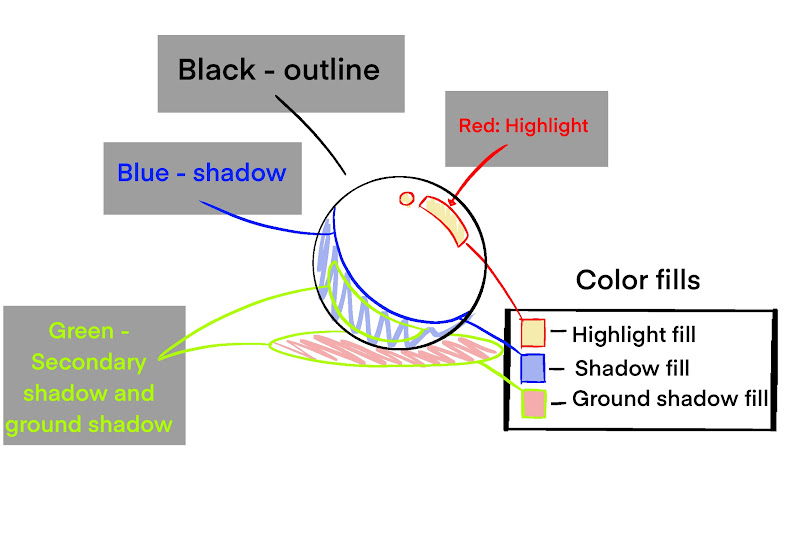 Black - outline
Red: Highlight
Blue - shadow
Color fills
Green -
Secondary
shadow and
ground shadow
Highlight fill
Shadow fill
Ground shadow fill